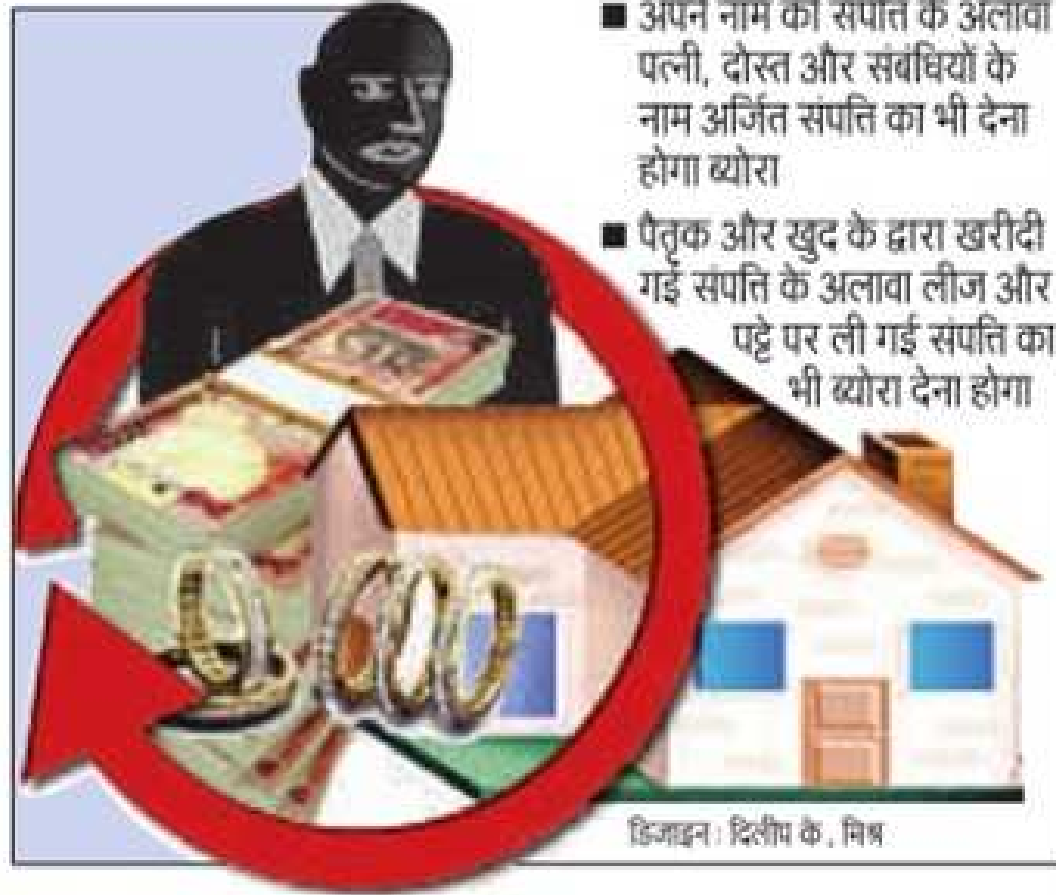 ■ अपने नाम की संपत्ति के अलावा
पत्नी, दोस्त और संबंधियों के
नाम अर्जित संपत्ति का भी देना
होगा ब्योरा
■ पैतृक और खुद के द्वारा खरीदी
गई संपत्ति के अलावा लीज और
पट्टे पर ली गई संपत्ति का
भी ब्योरा देना होगा
डिजाइन : दिलीप के . मिश्र